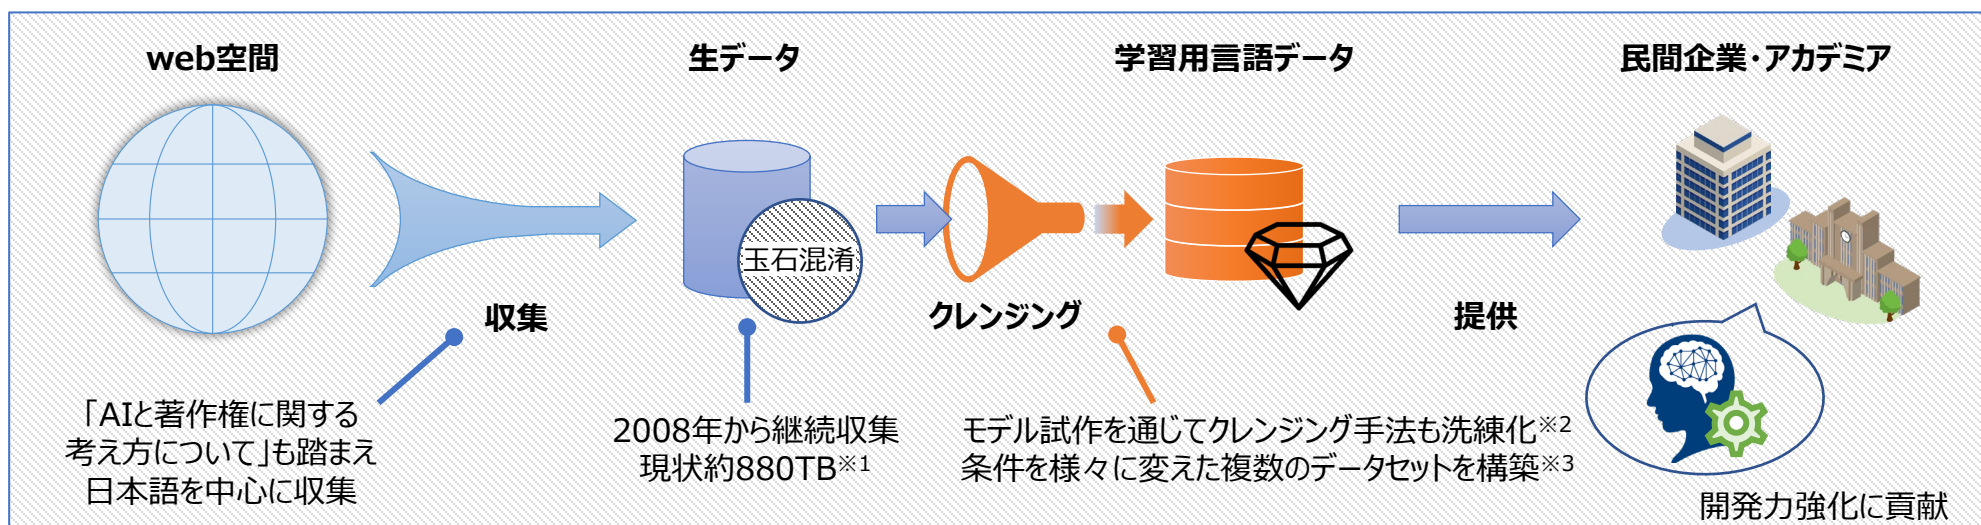 web空間
生データ
学習用言語データ
民間企業・アカデミア
玉石混淆
収集
クレンジング
提供
「AIと著作権に関する
考え方について」も踏まえ
日本語を中心に収集
2008年から継続収集
現状約880TB※1
モデル試作を通じてクレンジング手法も洗練化※2
条件を様々に変えた複数のデータセットを構築※3
開発力強化に貢献